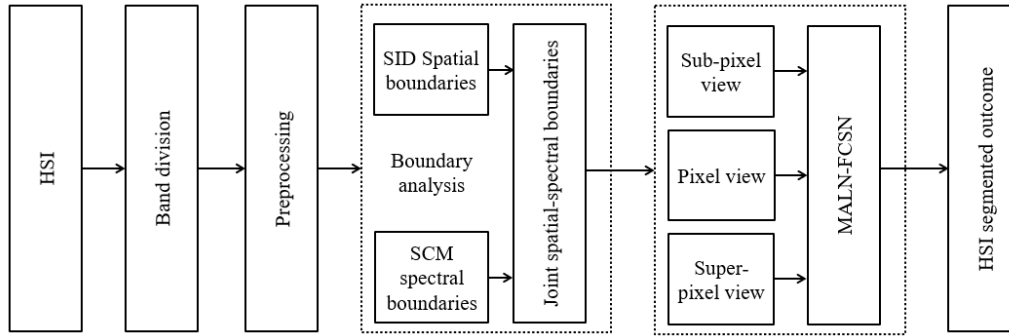 HSI
Band division
Preprocessing
SID Spatial
boundaries
Boundary
analysis
SCM
spectral
boundaries
Joint spatial-spectral boundaries
Sub-pixel
view
Pixel view
Super-
pixel view
MALN-FCSN
HSI segmented outcome